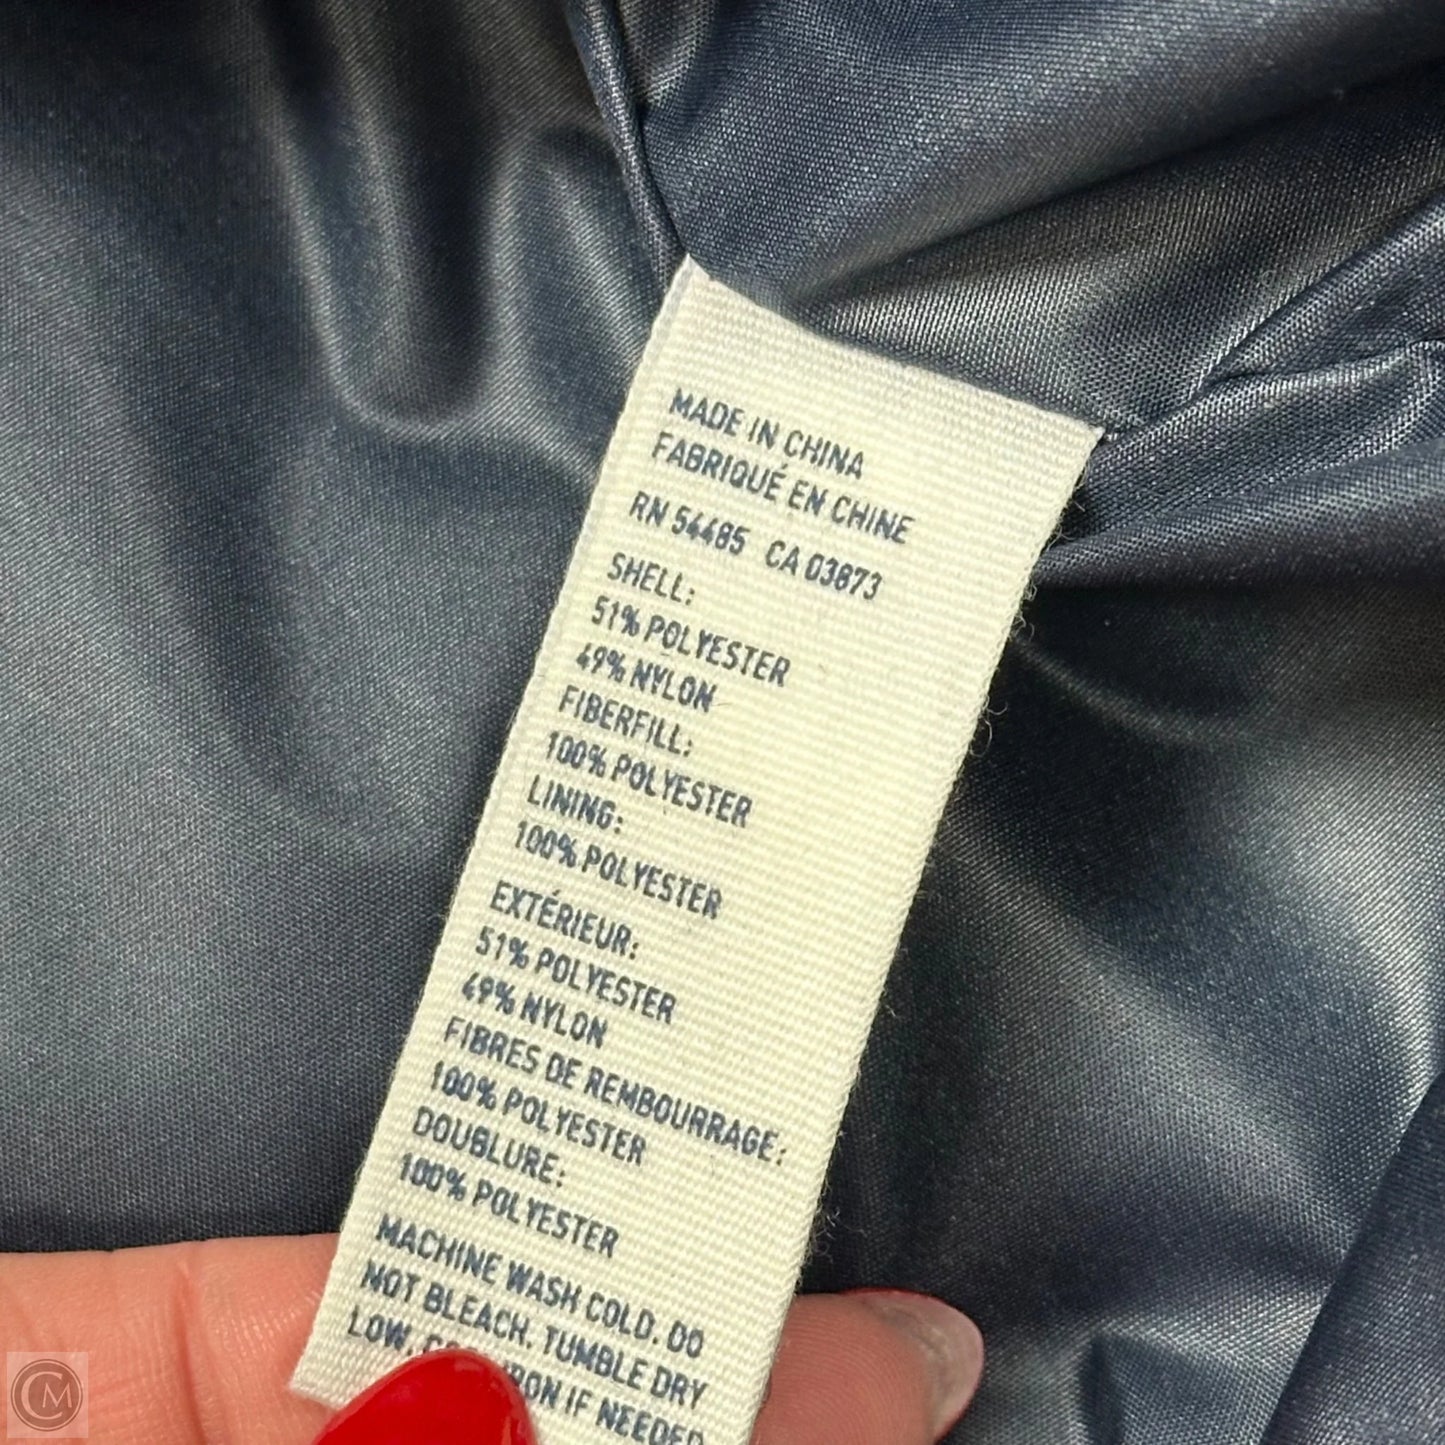 MADE IN CHINA
FABRIQUÉ EN CHINE
RN 54485 CA 03873
SHELL:
51% POLYESTER
49% NYLON
FIBERFILL:
100% POLYESTER
LINING:
100% POLYESTER
EXTÉRIEUR:
51% POLYESTER
49% NYLON
FIBRES DE REMBOURRAGE:
100% POLYESTER
DOUBLURE:
100% POLYESTER
MACHINE WASH COLD. DO
NOT BLEACH. TUMBLE DRY
LOW. IRON IF NEEDED
CM